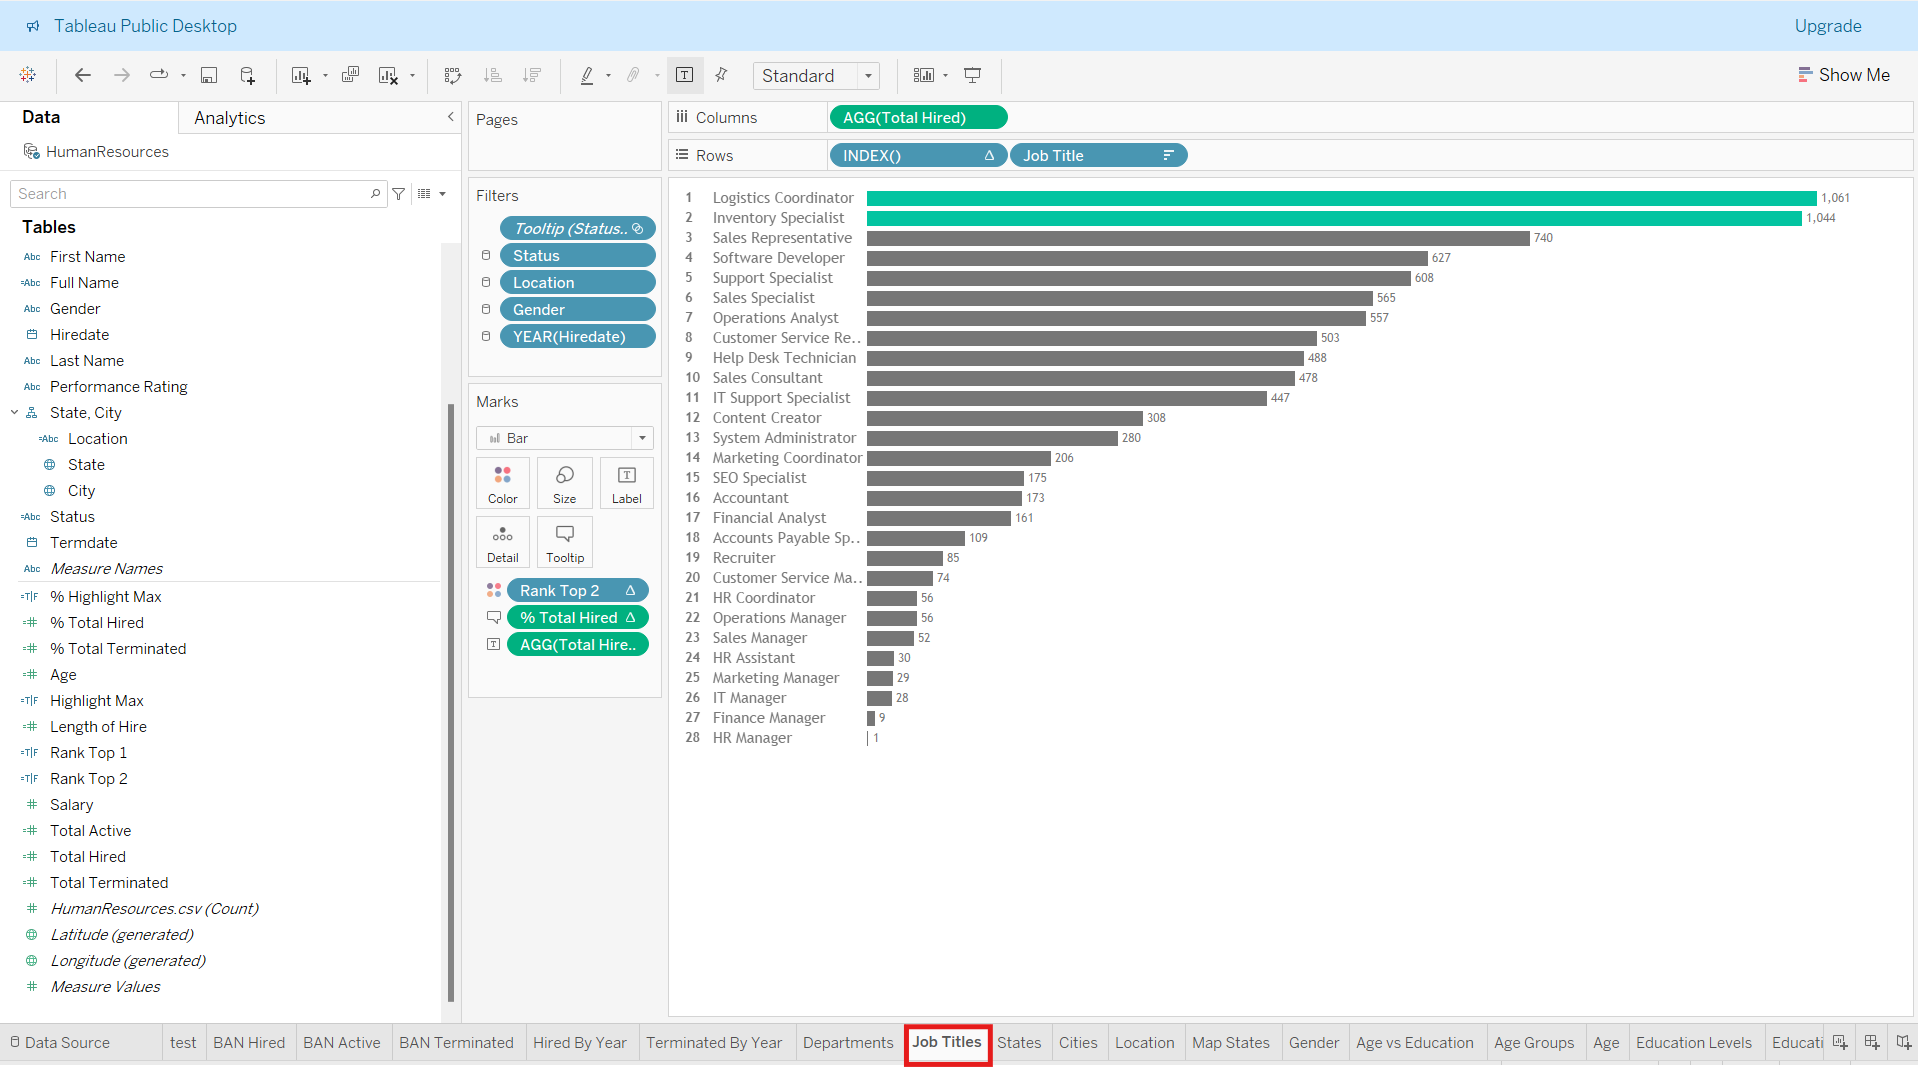 Tableau Public Desktop
Upgrade
Standard
Show Me
Data
Analytics
HumanResources
Search
Tables
Abc First Name
=Abc Full Name
Abc Gender
Hiredate
Abc Last Name
Abc Performance Rating
State, City
=Abc Location
State
City
=Abc Status
Termdate
Abc Measure Names
=T|F % Highlight Max
=# % Total Hired
=# % Total Terminated
=# Age
=T|F Highlight Max
=# Length of Hire
=T|F Rank Top 1
=T|F Rank Top 2
# Salary
=# Total Active
=# Total Hired
=# Total Terminated
# HumanResources.csv (Count)
Latitude (generated)
Longitude (generated)
# Measure Values
Pages
Filters
Tooltip (Status..
Status
Location
Gender
YEAR(Hiredate)
Marks
Bar
Color Size Label
Detail Tooltip
Rank Top 2 Δ
% Total Hired Δ
AGG(Total Hire..
Columns AGG(Total Hired)
Rows INDEX() Δ Job Title
1 Logistics Coordinator 1,061
2 Inventory Specialist 1,044
3 Sales Representative 740
4 Software Developer 627
5 Support Specialist 608
6 Sales Specialist 565
7 Operations Analyst 557
8 Customer Service Re.. 503
9 Help Desk Technician 488
10 Sales Consultant 478
11 IT Support Specialist 447
12 Content Creator 308
13 System Administrator 280
14 Marketing Coordinator 206
15 SEO Specialist 175
16 Accountant 173
17 Financial Analyst 161
18 Accounts Payable Sp.. 109
19 Recruiter 85
20 Customer Service Ma.. 74
21 HR Coordinator 56
22 Operations Manager 56
23 Sales Manager 52
24 HR Assistant 30
25 Marketing Manager 29
26 IT Manager 28
27 Finance Manager 9
28 HR Manager 1
Data Source test BAN Hired BAN Active BAN Terminated Hired By Year Terminated By Year Departments Job Titles States Cities Location Map States Gender Age vs Education Age Groups Age Education Levels Educati